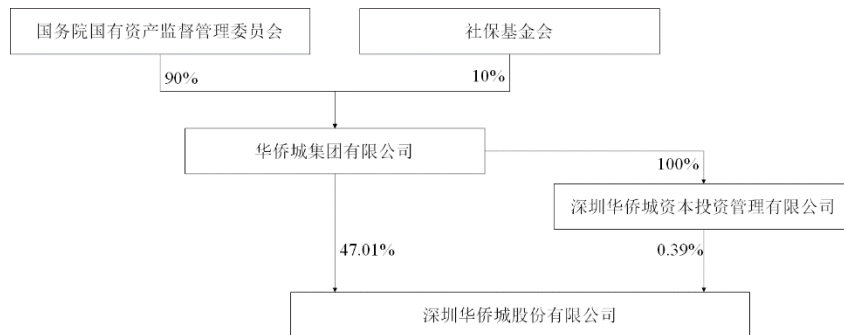 国务院国有资产监督管理委员会
社保基金会
90%
10%
华侨城集团有限公司
100%
深圳华侨城资本投资管理有限公司
47.01%
0.39%
深圳华侨城股份有限公司